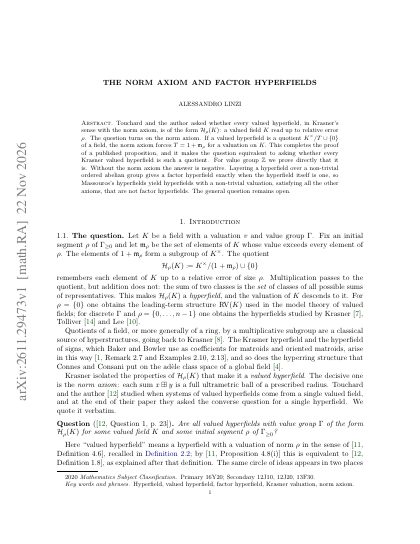 THE NORM AXIOM AND FACTOR HYPERFIELDS
ALESSANDRO LINZI
ABSTRACT. Touchard and the author asked whether every valued hyperfield, in Krasner's
sense with the norm axiom, is of the form ℋρ(K): a valued field K read up to relative error
ρ. The question turns on the norm axiom. If a valued hyperfield is a quotient K×/T ∪ {0}
of a field, the norm axiom forces T = 1 + 𝔪ρ for a valuation on K. This completes the proof
of a published proposition, and it makes the question equivalent to asking whether every
Krasner valued hyperfield is such a quotient. For value group ℤ we prove directly that it is.
Without the norm axiom the answer is negative. Layering a hyperfield over a non-trivial
ordered abelian group gives a factor hyperfield exactly when the hyperfield itself is one, so
Massouros's hyperfields yield hyperfields with a non-trivial valuation, satisfying all the other
axioms, that are not factor hyperfields. The general question remains open.
1. INTRODUCTION
1.1. The question. Let K be a field with a valuation v and value group Γ. Fix an initial
segment ρ of Γ≥0 and let 𝔪ρ be the set of elements of K whose value exceeds every element
of ρ. The elements of 1 + 𝔪ρ form a subgroup of K×. The quotient
ℋρ(K) := K×/(1 + 𝔪ρ) ∪ {0}
remembers each element of K up to a relative error of size ρ. Multiplication passes to the
quotient, but addition does not: the sum of two classes is the set of classes of all possible sums
of representatives. This makes ℋρ(K) a hyperfield, and the valuation of K descends to it. For
ρ = {0} one obtains the leading-term structure RV(K) used in the model theory of valued
fields; for discrete Γ and ρ = {0, . . . , n − 1} one obtains the hyperfields studied by Krasner [7],
Tolliver [14] and Lee [10].
Quotients of a field, or more generally of a ring, by a multiplicative subgroup are a classical
source of hyperstructures, going back to Krasner [8]. The Krasner hyperfield and the hyperfield
of signs, which Baker and Bowler use as coefficients for matroids and oriented matroids, arise
in this way [1, Remark 2.7 and Examples 2.10, 2.13], and so does the hyperring structure that
Connes and Consani put on the adèle class space of a global field [4].
Krasner isolated the properties of ℋρ(K) that make it a valued hyperfield. The decisive one
is the norm axiom: each sum x ⊞ y is a full ultrametric ball of a prescribed radius. Touchard
and the author [12] studied when systems of valued hyperfields come from a single valued field,
and at the end of their paper they asked the converse question for a single hyperfield. We
quote it verbatim.
Question ([12, Question 1, p. 23]). Are all valued hyperfields with value group Γ of the form
ℋρ(K) for some valued field K and some initial segment ρ of Γ≥0?
Here "valued hyperfield" means a hyperfield with a valuation of norm ρ in the sense of [11,
Definition 4.6], recalled in Definition 2.2; by [11, Proposition 4.8(i)] this is equivalent to [12,
Definition 1.8], as explained after that definition. The same circle of ideas appears in two places
2020 Mathematics Subject Classification. Primary 16Y20; Secondary 12J10, 12J20, 13F30.
Key words and phrases. Hyperfield, valued hyperfield, factor hyperfield, Krasner valuation, norm axiom.
1
arXiv:2611.29473v1 [math.RA] 22 Nov 2026